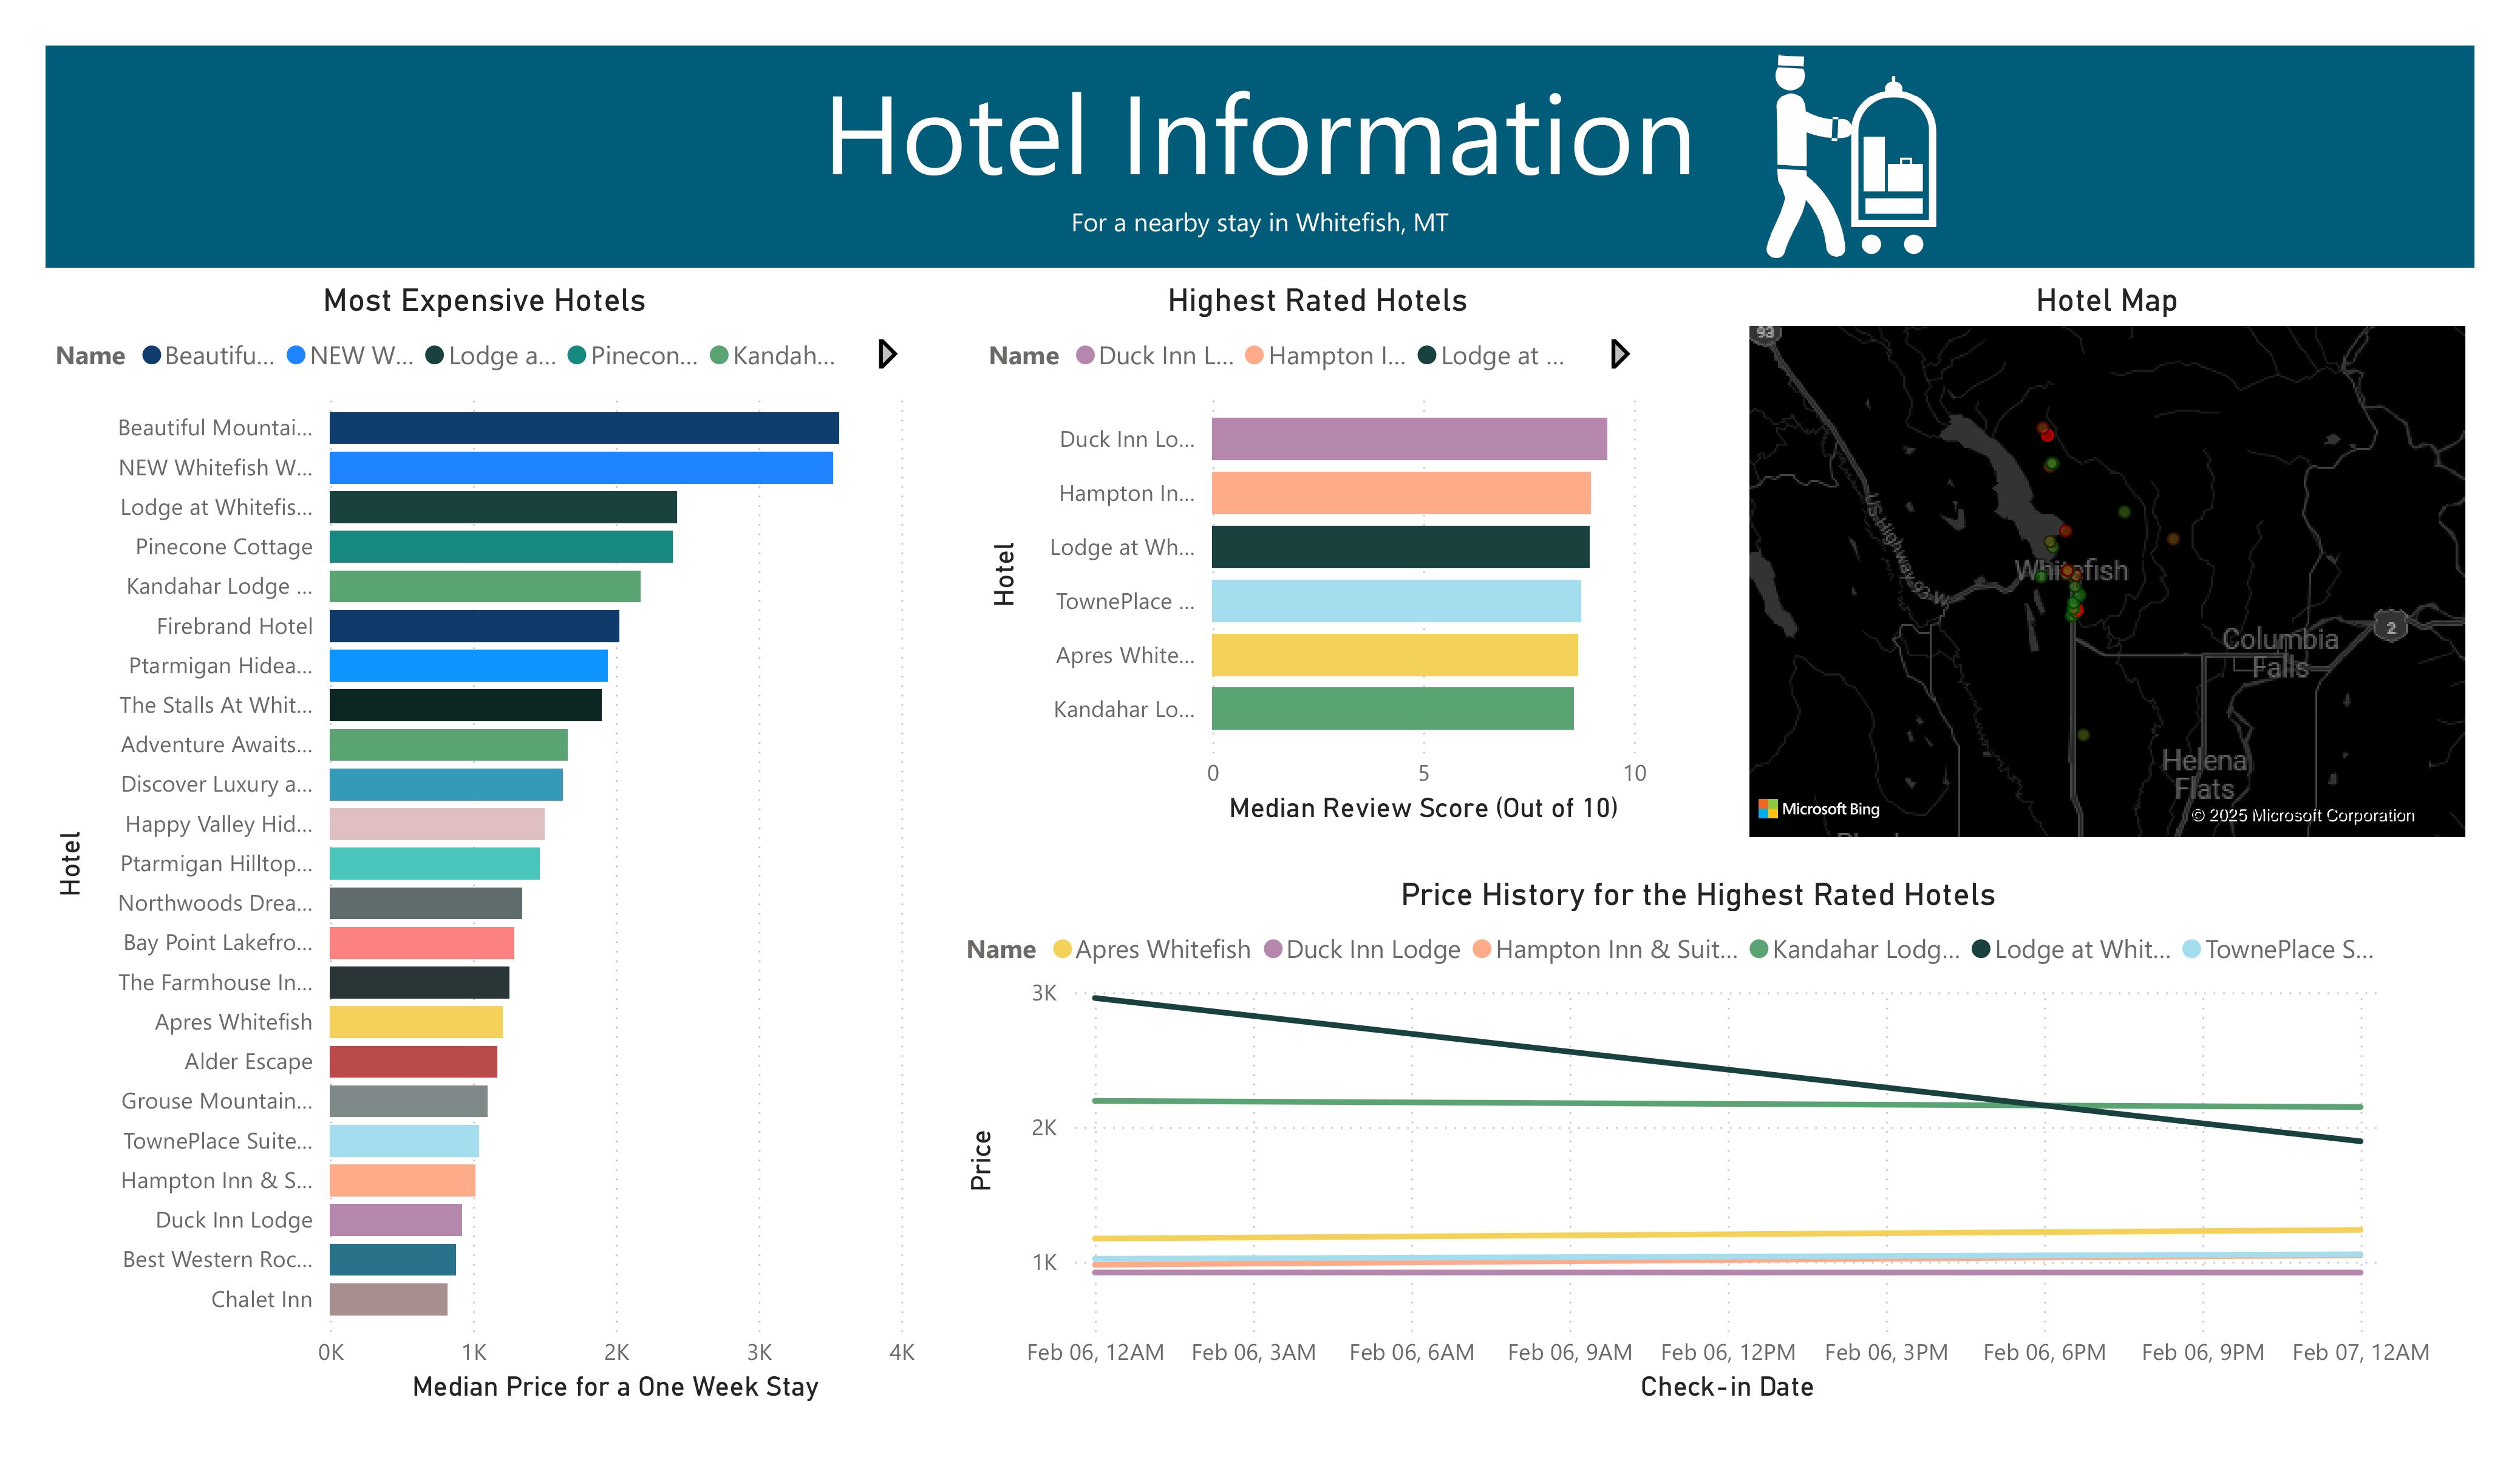 Hotel Information
For a nearby stay in Whitefish, MT
Most Expensive Hotels
Name Beautifu... NEW W... Lodge a... Pinecon... Kandah...
Hotel
Beautiful Mountai...
NEW Whitefish W...
Lodge at Whitefis...
Pinecone Cottage
Kandahar Lodge ...
Firebrand Hotel
Ptarmigan Hidea...
The Stalls At Whit...
Adventure Awaits...
Discover Luxury a...
Happy Valley Hid...
Ptarmigan Hilltop...
Northwoods Drea...
Bay Point Lakefro...
The Farmhouse In...
Apres Whitefish
Alder Escape
Grouse Mountain...
TownePlace Suite...
Hampton Inn & S...
Duck Inn Lodge
Best Western Roc...
Chalet Inn
0K 1K 2K 3K 4K
Median Price for a One Week Stay
Highest Rated Hotels
Name Duck Inn L... Hampton I... Lodge at ...
Hotel
Duck Inn Lo...
Hampton In...
Lodge at Wh...
TownePlace ...
Apres White...
Kandahar Lo...
0 5 10
Median Review Score (Out of 10)
Hotel Map
93
US Highway 93 W
Whitefish
Columbia
Falls
2
Helena
Flats
Microsoft Bing
© 2025 Microsoft Corporation
Price History for the Highest Rated Hotels
Name Apres Whitefish Duck Inn Lodge Hampton Inn & Suit... Kandahar Lodg... Lodge at Whit... TownePlace S...
Price
3K
2K
1K
Feb 06, 12AM Feb 06, 3AM Feb 06, 6AM Feb 06, 9AM Feb 06, 12PM Feb 06, 3PM Feb 06, 6PM Feb 06, 9PM Feb 07, 12AM
Check-in Date